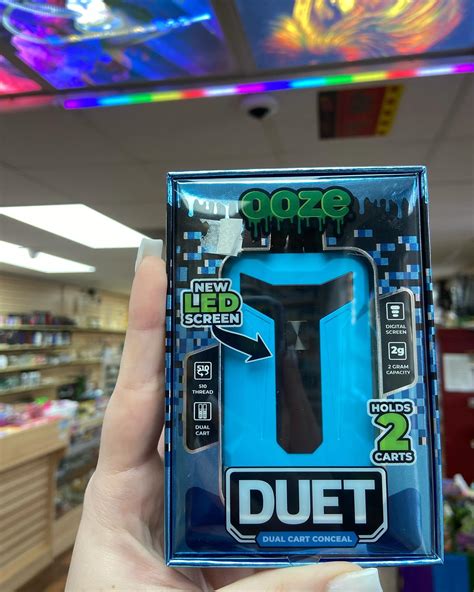 ooze
NEW
LED
SCREEN
DIGITAL
SCREEN
2g
2 GRAM
CAPACITY
510
510
THREAD
DUAL
CART
HOLDS
2
CARTS
DUET
DUAL CART CONCEAL